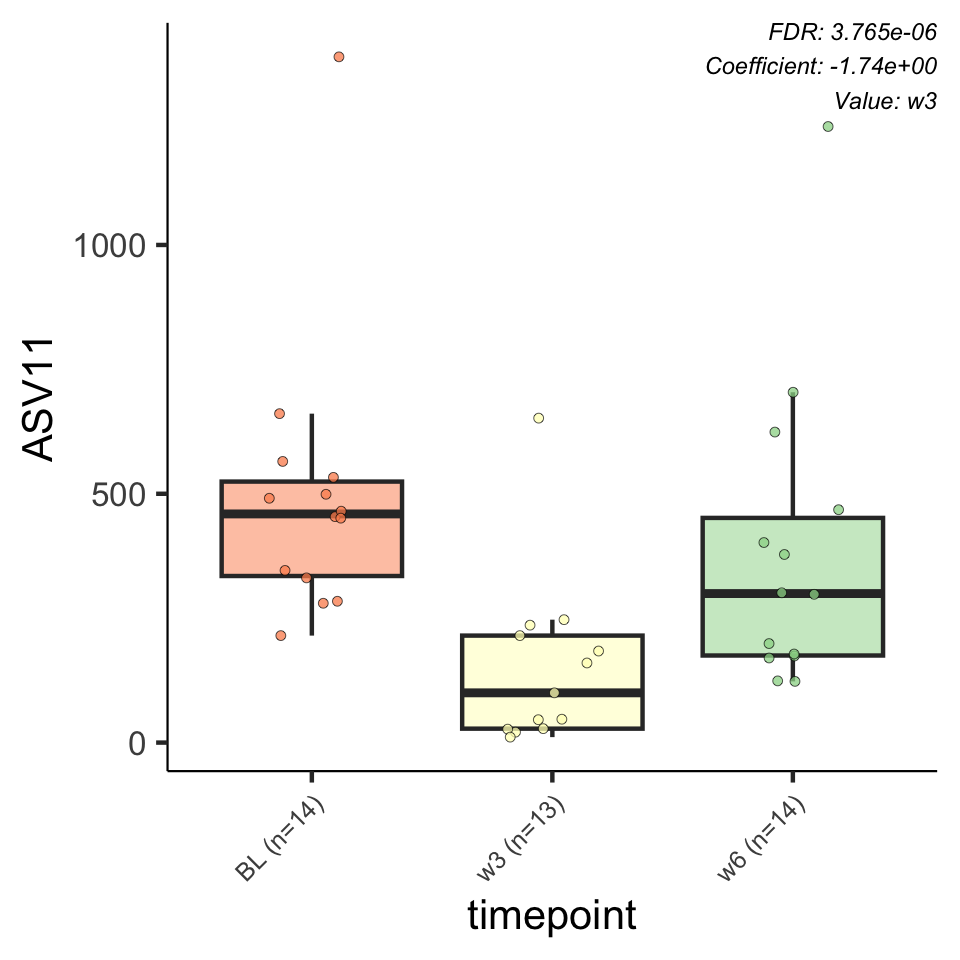 FDR: 3.765e-06
Coefficient: -1.74e+00
Value: w3
1000
500
0
ASV11
BL (n=14)
w3 (n=13)
w6 (n=14)
timepoint